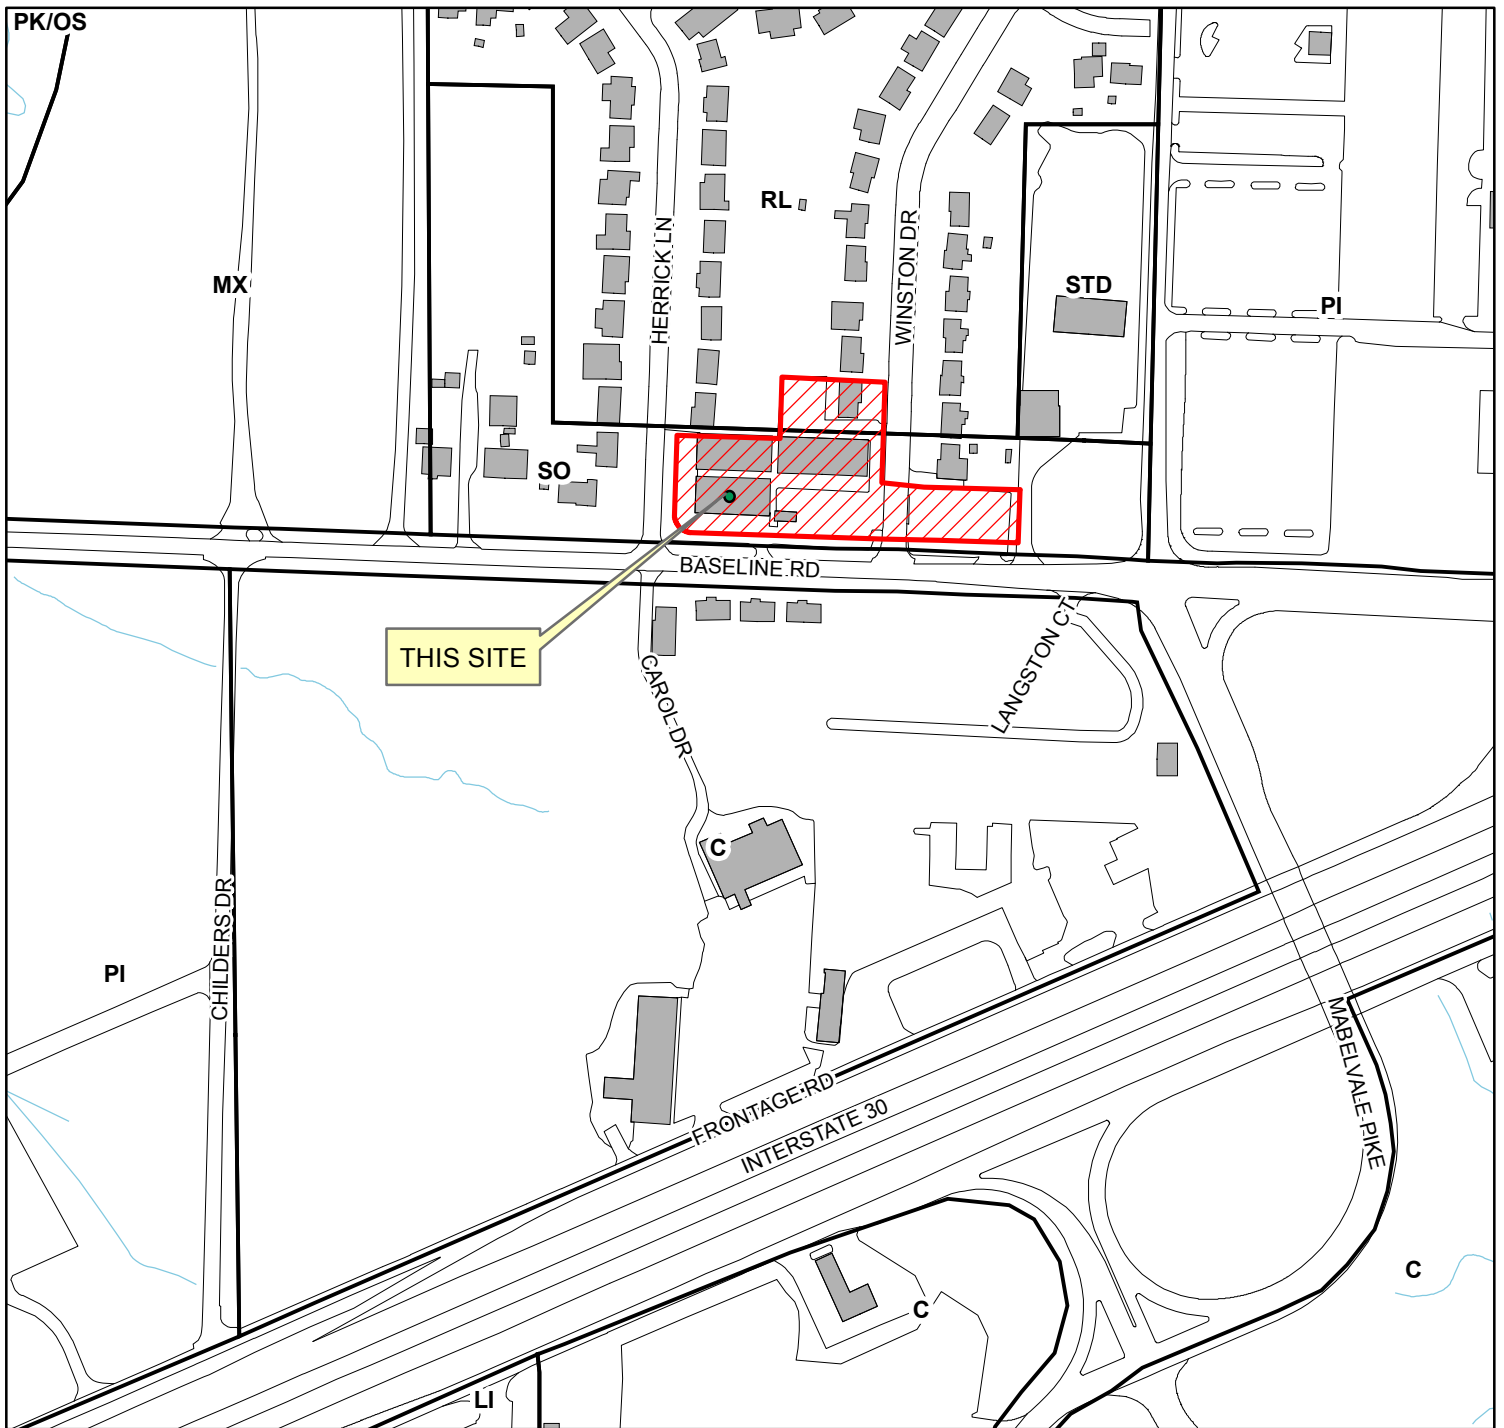 PK/OS
RL
HERRICK LN
WINSTON DR
MX
STD
PI
SO
BASELINE RD
THIS SITE
CAROL DR
LANGSTON CT
C
CHILDERS DR
PI
MABELVALE PIKE
FRONTAGE RD
INTERSTATE 30
C
C
LI